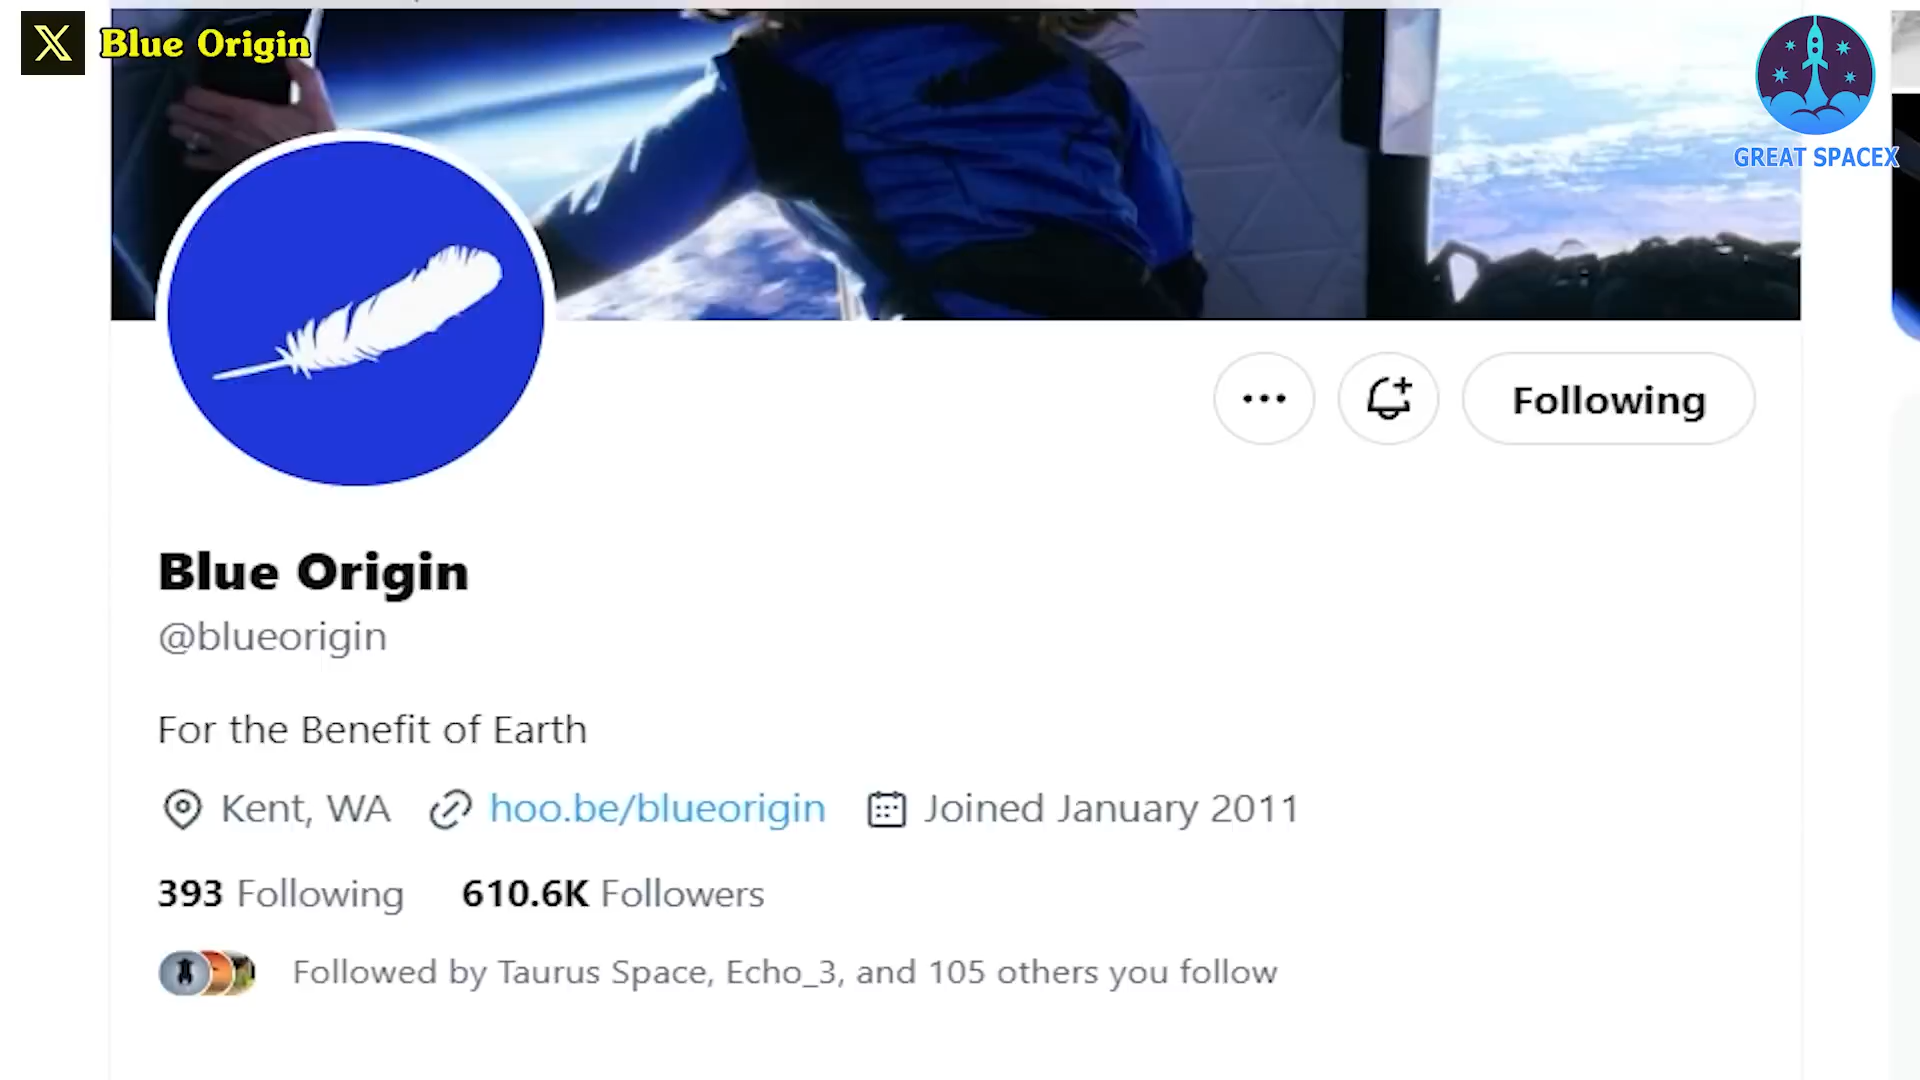 X Blue Origin
GREAT SPACEX
Following
Blue Origin
@blueorigin
For the Benefit of Earth
Kent, WA hoo.be/blueorigin Joined January 2011
393 Following 610.6K Followers
Followed by Taurus Space, Echo_3, and 105 others you follow